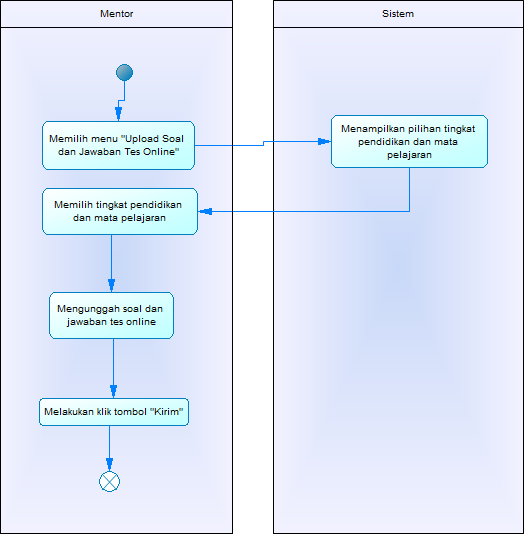 Mentor
Sistem
Memilih menu "Upload Soal
dan Jawaban Tes Online"
Menampilkan pilihan tingkat
pendidikan dan mata
pelajaran
Memilih tingkat pendidikan
dan mata pelajaran
Mengunggah soal dan
jawaban tes online
Melakukan klik tombol "Kirim"